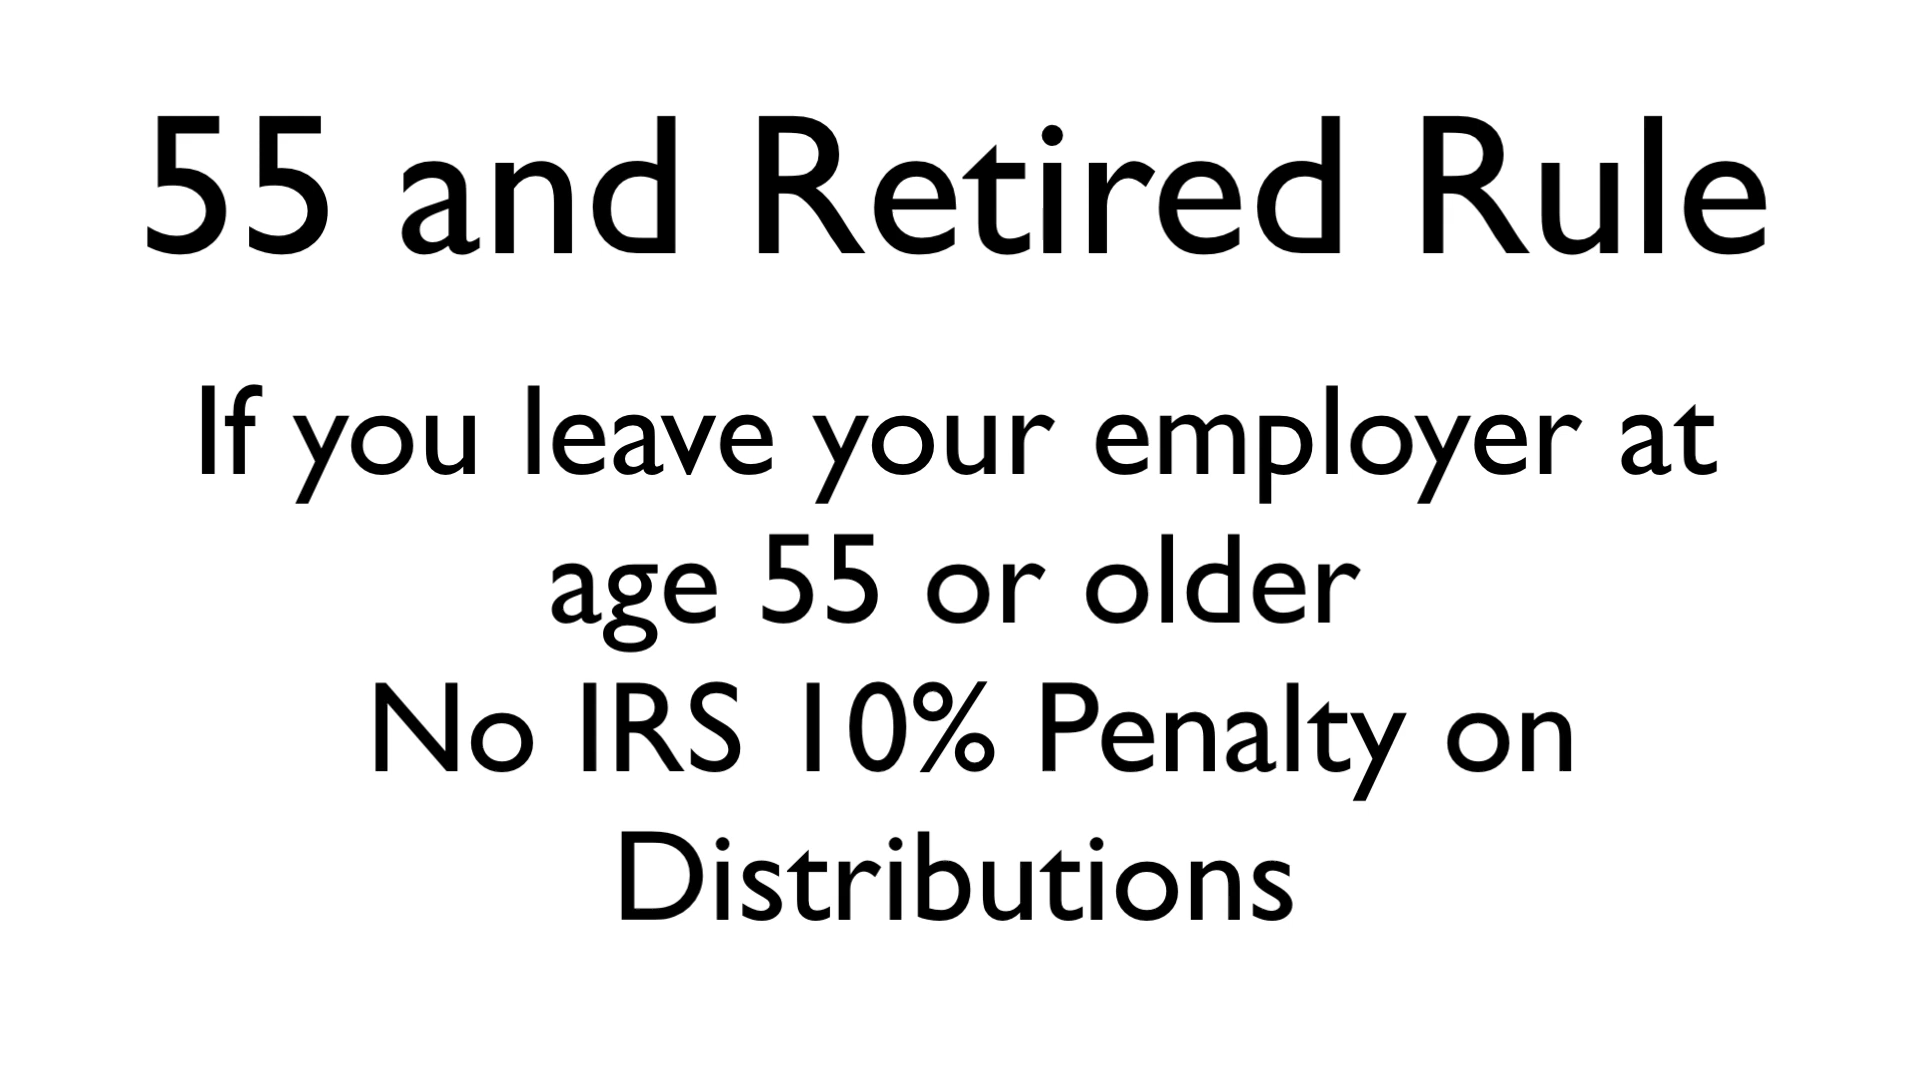 55 and Retired Rule
If you leave your employer at
age 55 or older
No IRS 10% Penalty on
Distributions